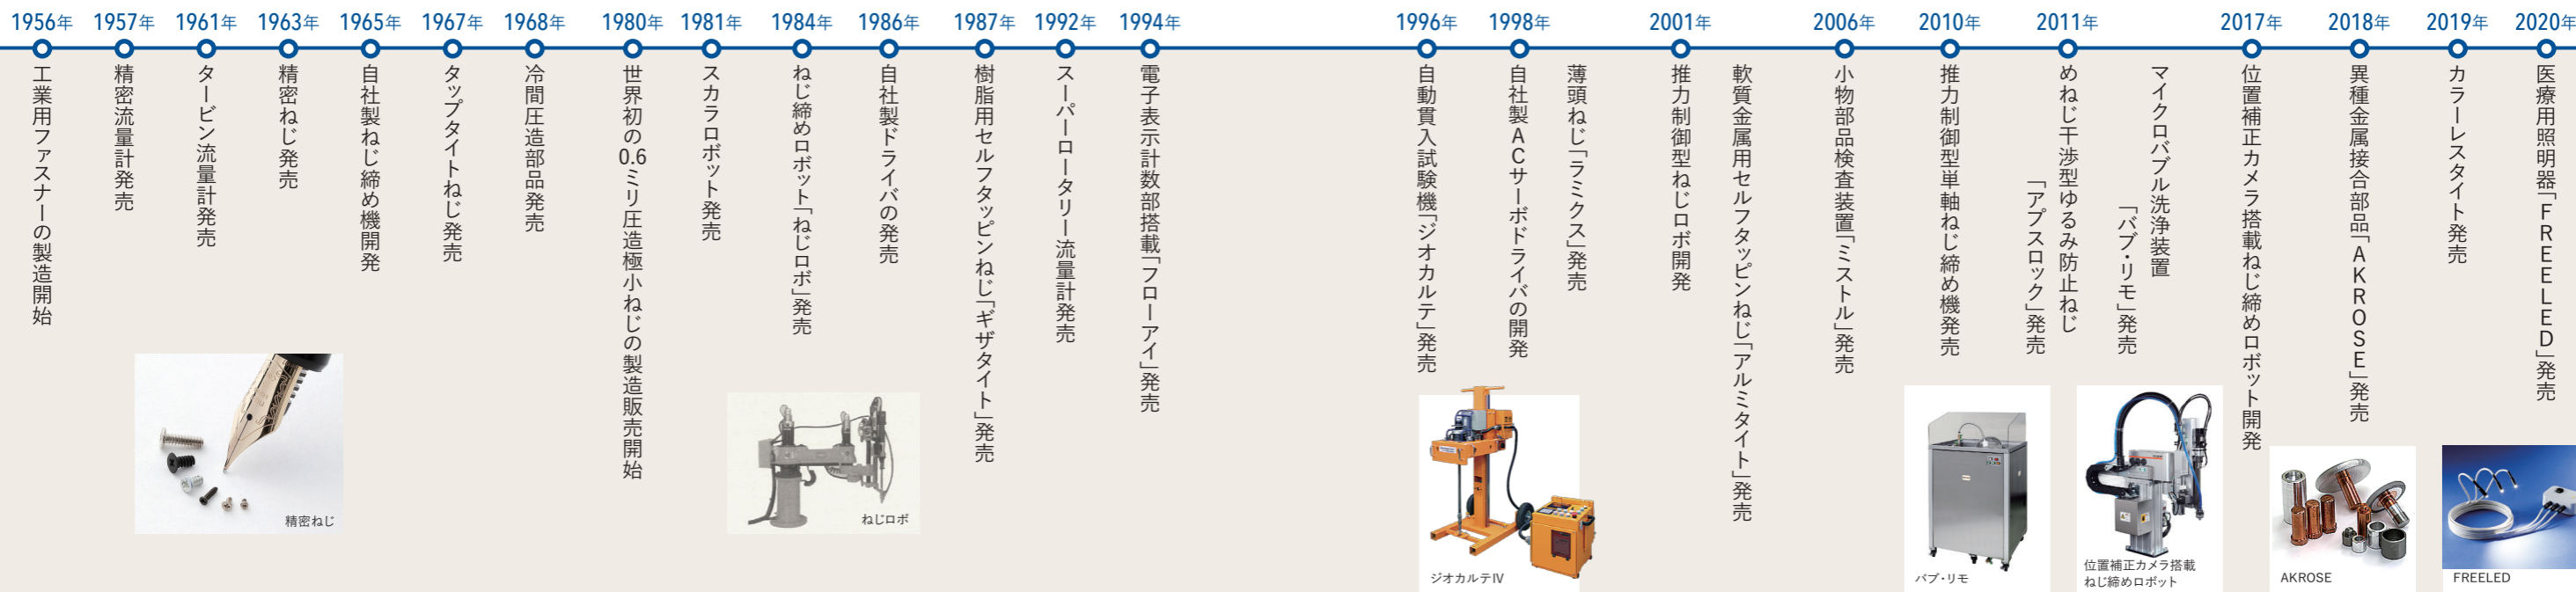 1956年
工業用ファスナーの製造開始
1957年
精密流量計発売
1961年
タービン流量計発売
1963年
精密ねじ発売
1965年
自社製ねじ締め機開発
1967年
タップタイトねじ発売
1968年
冷間圧造部品発売
1980年
世界初の0.6ミリ圧造極小ねじの製造販売開始
1981年
スカラロボット発売
1984年
ねじ締めロボット「ねじロボ」発売
1986年
自社製ドライバの発売
1987年
樹脂用セルフタッピンねじ「ギザタイト」発売
1992年
スーパーロータリー流量計発売
1994年
電子表示計数部搭載「フローアイ」発売
1996年
自動貫入試験機「ジオカルテ」発売
1998年
自社製ACサーボドライバの開発
薄頭ねじ「ラミクス」発売
2001年
推力制御型ねじロボ開発
軟質金属用セルフタッピンねじ「アルミタイト」発売
2006年
小物部品検査装置「ミストル」発売
2010年
推力制御型単軸ねじ締め機発売
2011年
めねじ干渉型ゆるみ防止ねじ
「アプスロック」発売
マイクロバブル洗浄装置
「バブ・リモ」発売
2017年
位置補正カメラ搭載ねじ締めロボット開発
2018年
異種金属接合部品「AKROSE」発売
2019年
カラーレスタイト発売
2020年
医療用照明器「FREELED」発売
精密ねじ
ねじロボ
ジオカルテⅣ
バブ・リモ
位置補正カメラ搭載
ねじ締めロボット
AKROSE
FREELED